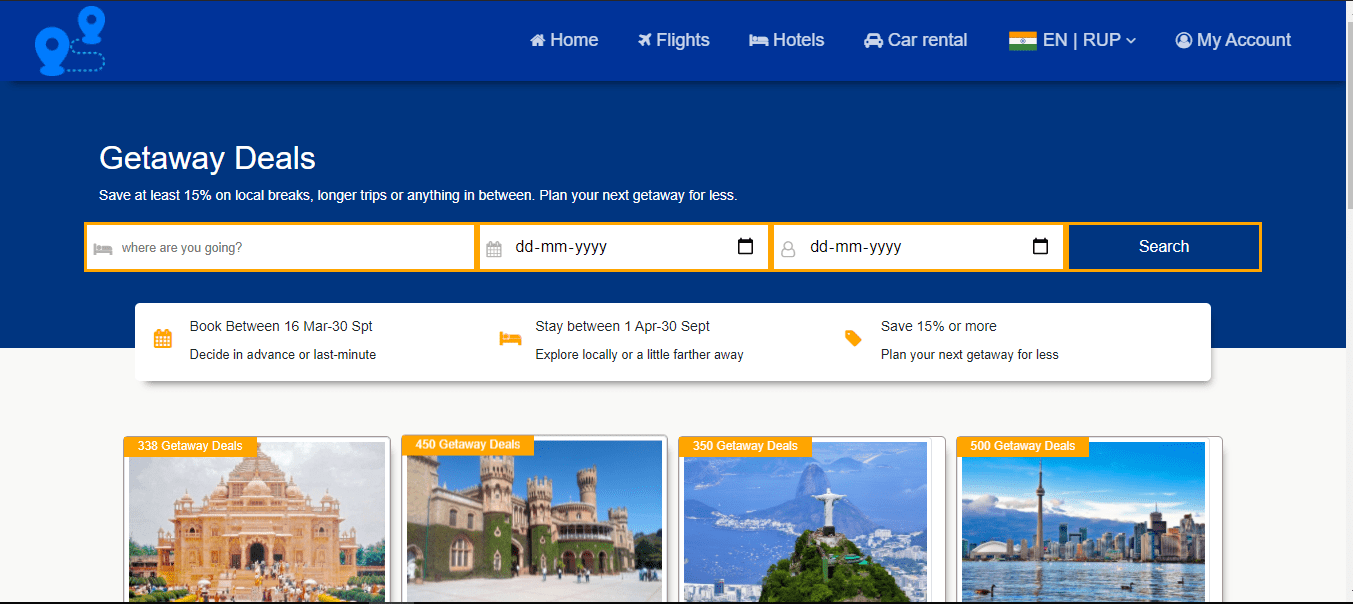 Home Flights Hotels Car rental EN | RUP My Account
Getaway Deals
Save at least 15% on local breaks, longer trips or anything in between. Plan your next getaway for less.
where are you going? dd-mm-yyyy dd-mm-yyyy Search
Book Between 16 Mar-30 Spt
Decide in advance or last-minute
Stay between 1 Apr-30 Sept
Explore locally or a little farther away
Save 15% or more
Plan your next getaway for less
338 Getaway Deals
450 Getaway Deals
350 Getaway Deals
500 Getaway Deals